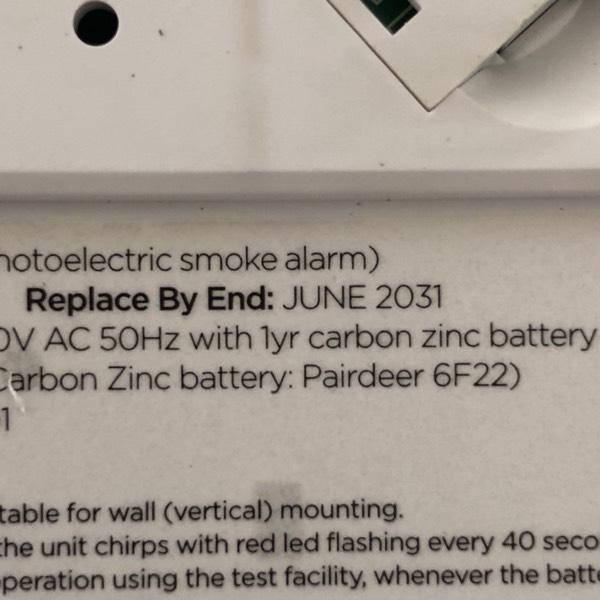 hotoelectric smoke alarm)
Replace By End: JUNE 2031
0V AC 50Hz with 1yr carbon zinc battery
Carbon Zinc battery: Pairdeer 6F22)
1
table for wall (vertical) mounting.
the unit chirps with red led flashing every 40 seco
operation using the test facility, whenever the batte